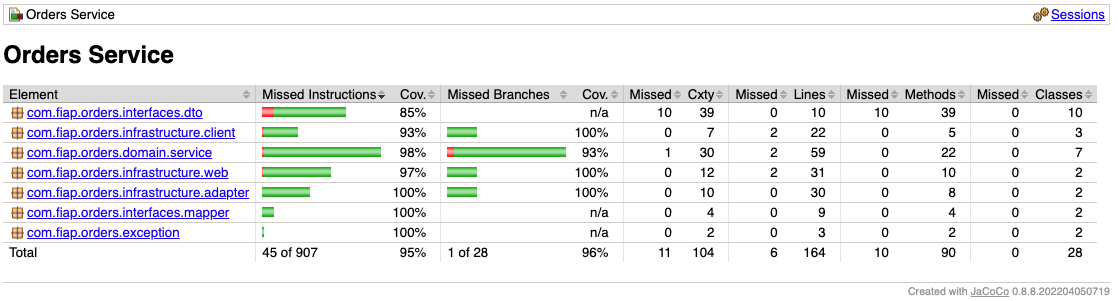 Orders Service Sessions
Orders Service
Element Missed Instructions Cov. Missed Branches Cov. Missed Cxty Missed Lines Missed Methods Missed Classes
com.fiap.orders.interfaces.dto 85% n/a 10 39 0 10 10 39 0 10
com.fiap.orders.infrastructure.client 93% 100% 0 7 2 22 0 5 0 3
com.fiap.orders.domain.service 98% 93% 1 30 2 59 0 22 0 7
com.fiap.orders.infrastructure.web 97% 100% 0 12 2 31 0 10 0 2
com.fiap.orders.infrastructure.adapter 100% 100% 0 10 0 30 0 8 0 2
com.fiap.orders.interfaces.mapper 100% n/a 0 4 0 9 0 4 0 2
com.fiap.orders.exception 100% n/a 0 2 0 3 0 2 0 2
Total 45 of 907 95% 1 of 28 96% 11 104 6 164 10 90 0 28
Created with JaCoCo 0.8.8.202204050719